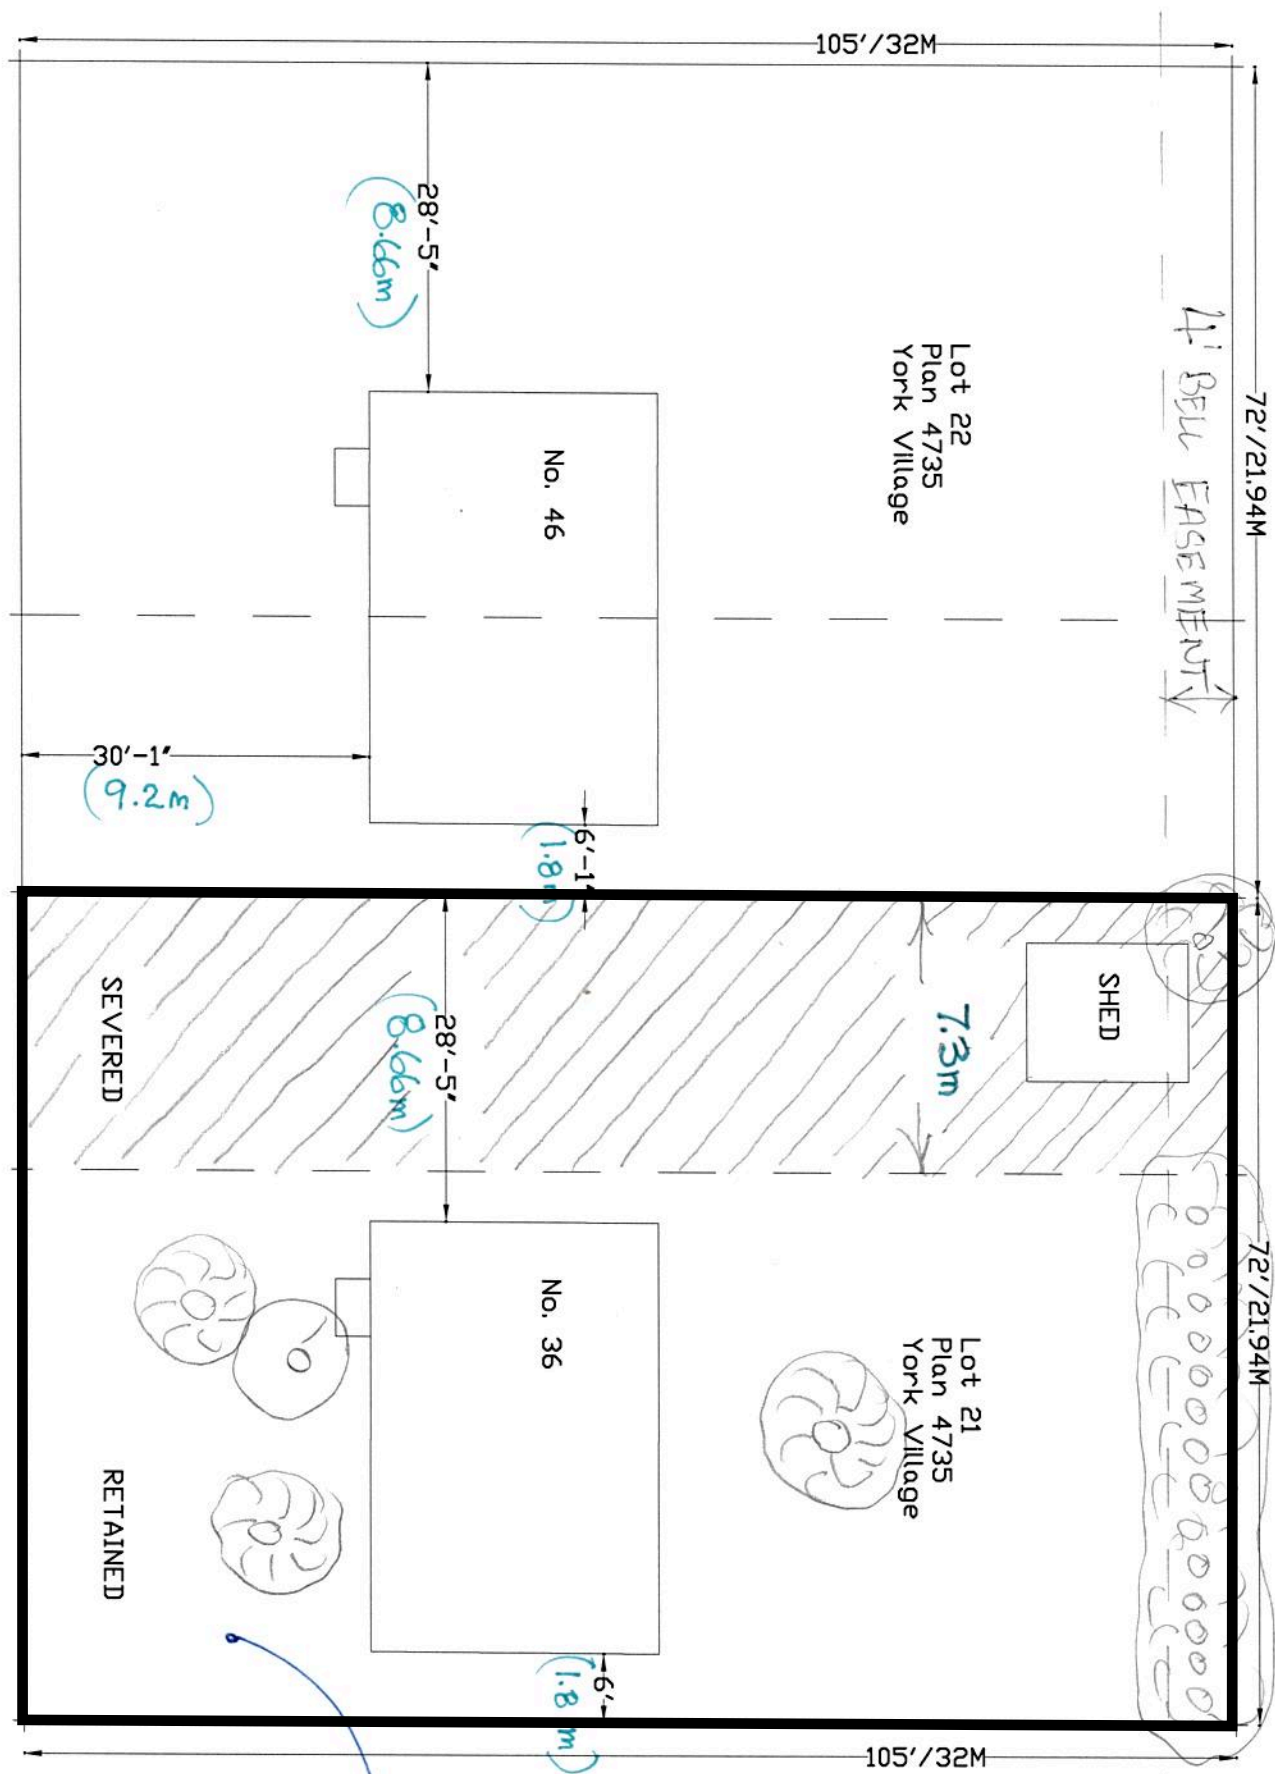 105'/32M
72'/21.94M
4' BELL EASEMENT
28'-5"
(8.66m)
Lot 22
Plan 4735
York Village
No. 46
30'-1"
(9.2m)
6'-1"
(1.8m)
SEVERED
28'-5"
(8.66m)
7.3m
SHED
72'/21.94M
No. 36
Lot 21
Plan 4735
York Village
RETAINED
6'-
(1.8m)
105'/32M